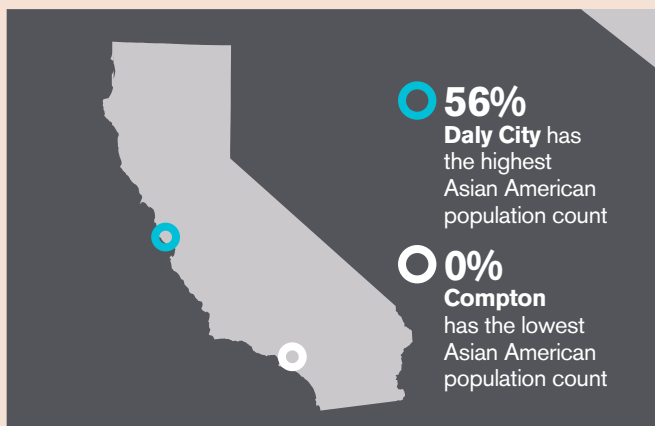 56%
Daly City has
the highest
Asian American
population count
0%
Compton
has the lowest
Asian American
population count